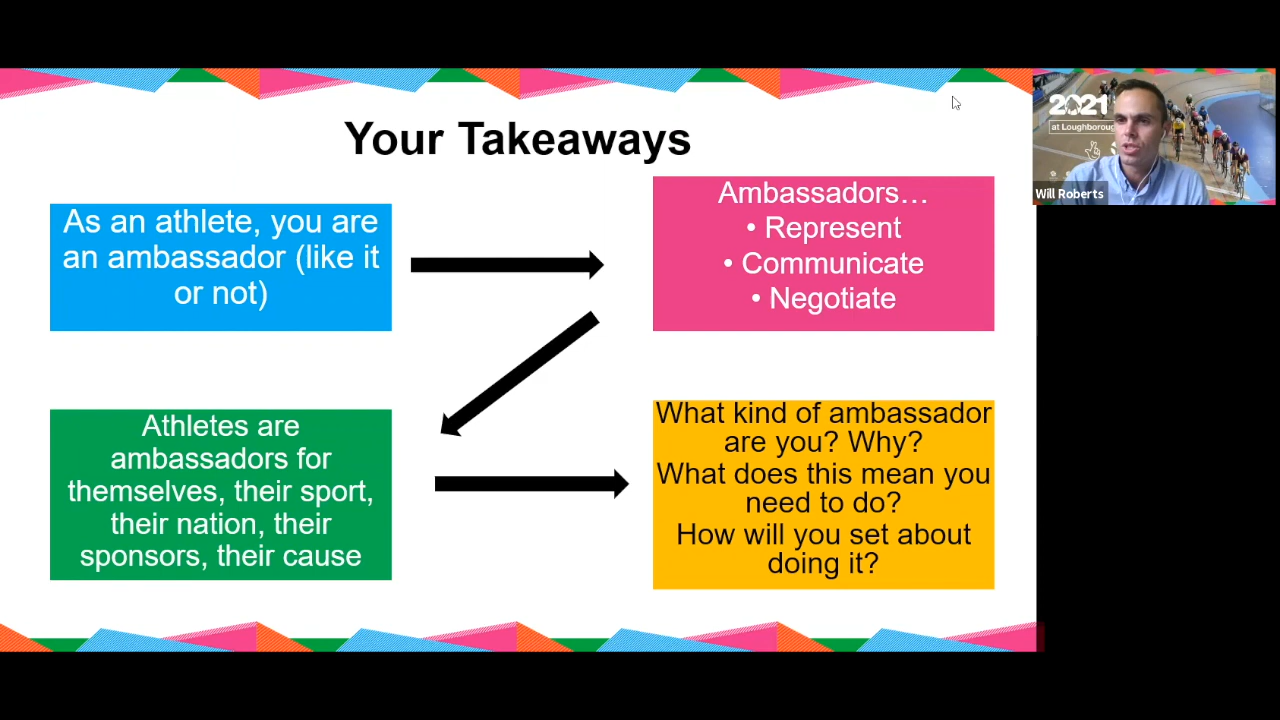 Your Takeaways
As an athlete, you are
an ambassador (like it
or not)
Ambassadors…
• Represent
• Communicate
• Negotiate
Athletes are
ambassadors for
themselves, their sport,
their nation, their
sponsors, their cause
What kind of ambassador
are you? Why?
What does this mean you
need to do?
How will you set about
doing it?
2021
at Loughborough
Will Roberts